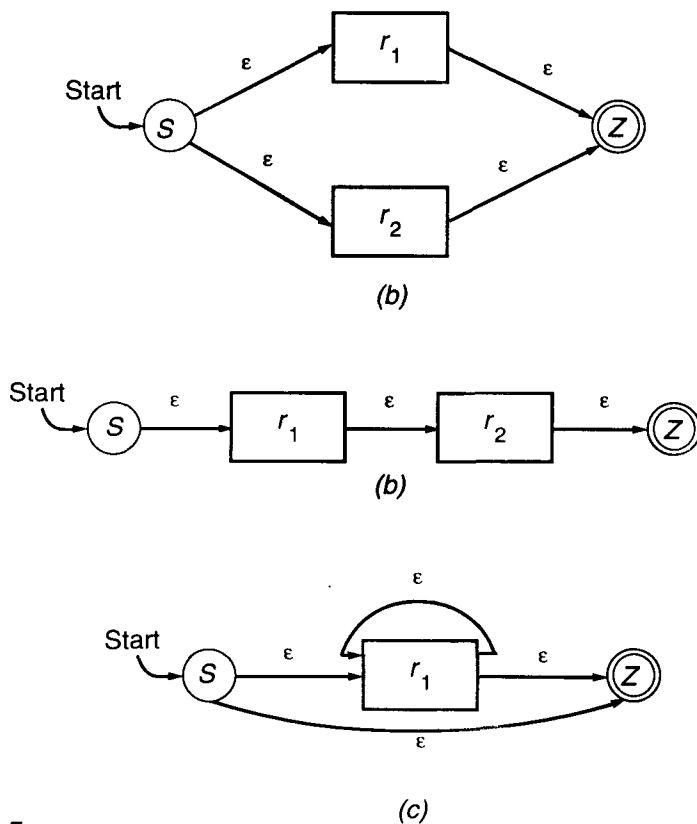 ε r₁ ε
Start
S Z
ε r₂ ε
(b)
Start
S ε r₁ ε r₂ ε Z
(b)
ε
Start
S ε r₁ ε Z
ε
(c)